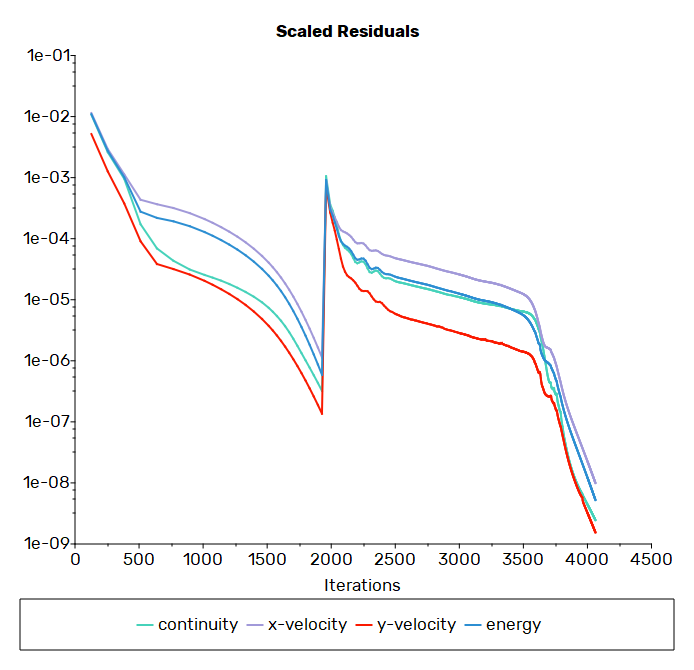 Scaled Residuals
1e-01
1e-02
1e-03
1e-04
1e-05
1e-06
1e-07
1e-08
1e-09
0 500 1000 1500 2000 2500 3000 3500 4000 4500
Iterations
continuity x-velocity y-velocity energy